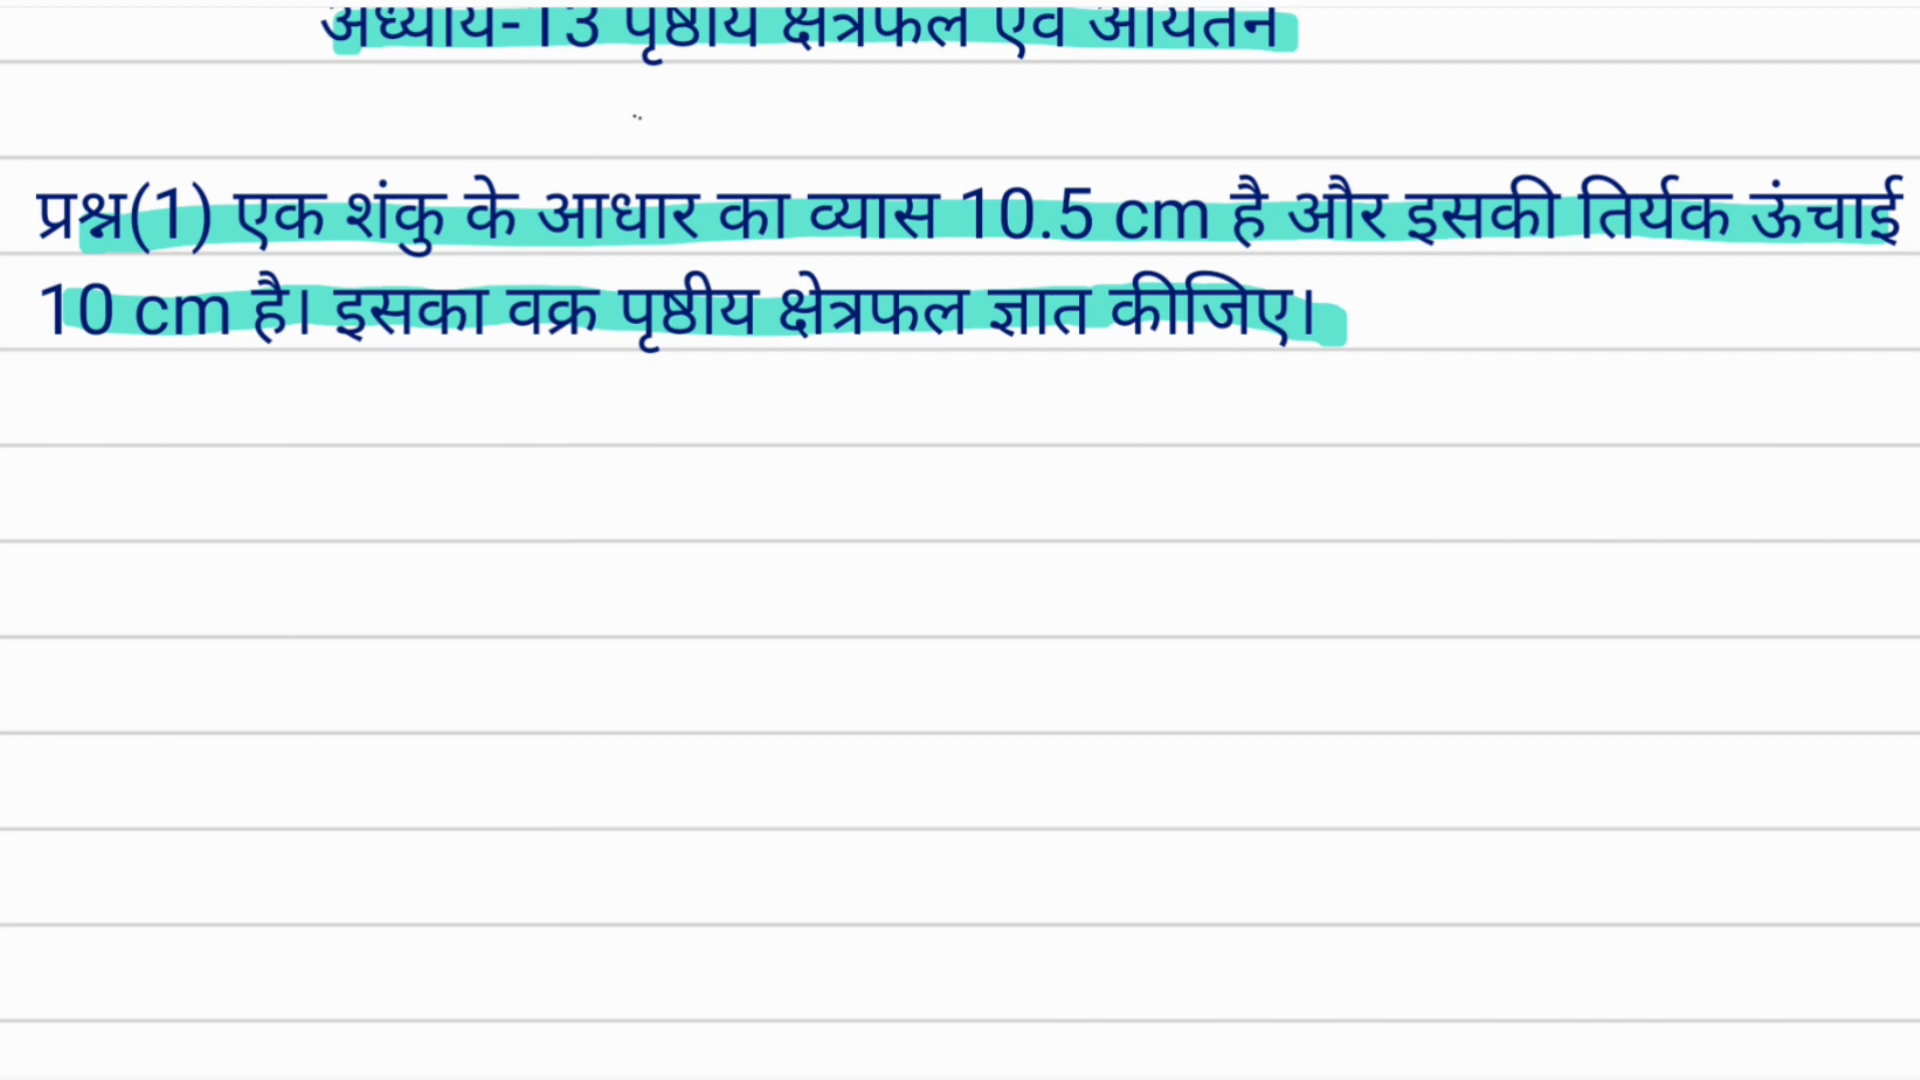 अध्याय-13 पृष्ठीय क्षेत्रफल एवं आयतन
प्रश्न(1) एक शंकु के आधार का व्यास 10.5 cm है और इसकी तिर्यक ऊंचाई
10 cm है। इसका वक्र पृष्ठीय क्षेत्रफल ज्ञात कीजिए।